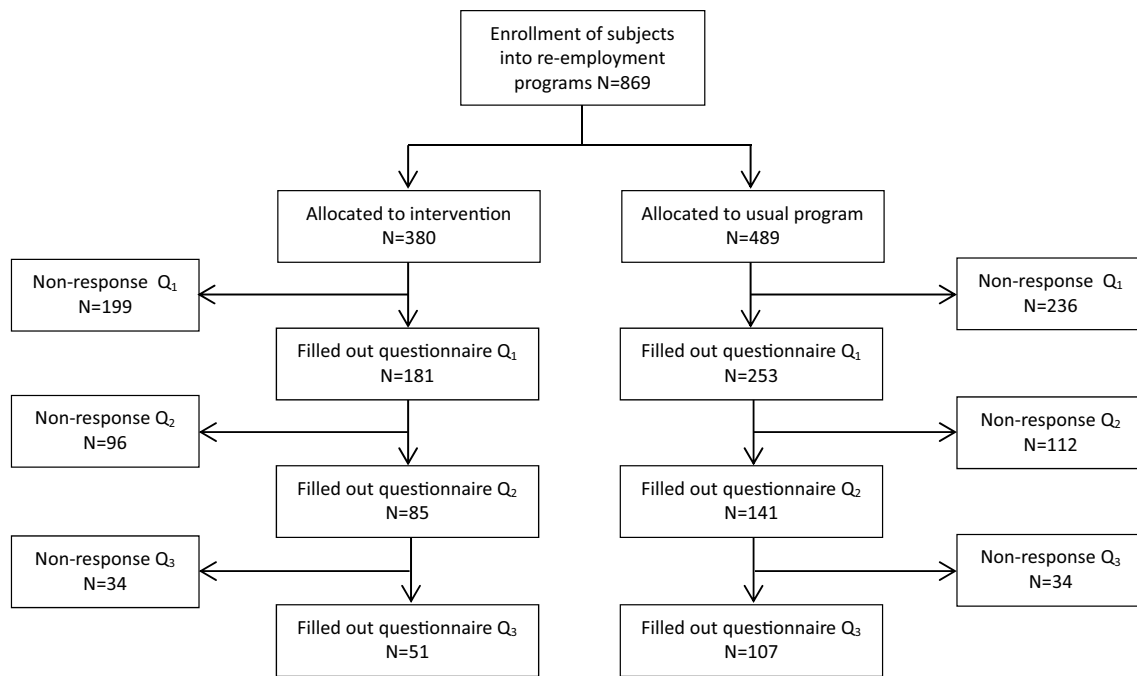 Enrollment of subjects
into re-employment
programs N=869
Allocated to intervention
N=380
Allocated to usual program
N=489
Non-response Q₁
N=199
Non-response Q₁
N=236
Filled out questionnaire Q₁
N=181
Filled out questionnaire Q₁
N=253
Non-response Q₂
N=96
Non-response Q₂
N=112
Filled out questionnaire Q₂
N=85
Filled out questionnaire Q₂
N=141
Non-response Q₃
N=34
Non-response Q₃
N=34
Filled out questionnaire Q₃
N=51
Filled out questionnaire Q₃
N=107